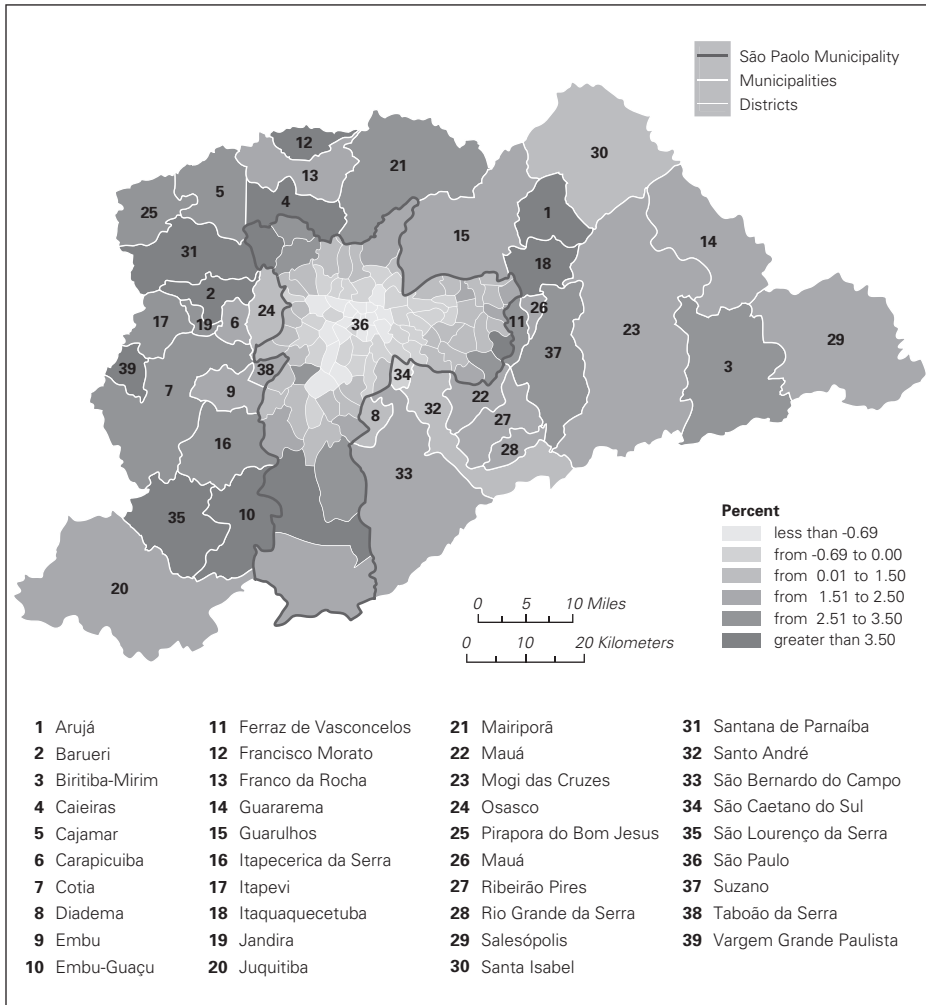 São Paolo Municipality
Municipalities
Districts
12
30
13
21
5
4
25
1
15
31
14
18
2
26
24
17
19
6
11
36
23
29
37
39
38
34
3
7
9
22
8
32
27
16
28
33
35
10
20
Percent
less than -0.69
from -0.69 to 0.00
from 0.01 to 1.50
from 1.51 to 2.50
from 2.51 to 3.50
greater than 3.50
0 5 10 Miles
0 10 20 Kilometers
1 Arujá
2 Barueri
3 Biritiba-Mirim
4 Caieiras
5 Cajamar
6 Carapicuiba
7 Cotia
8 Diadema
9 Embu
10 Embu-Guaçu
11 Ferraz de Vasconcelos
12 Francisco Morato
13 Franco da Rocha
14 Guararema
15 Guarulhos
16 Itapecerica da Serra
17 Itapevi
18 Itaquaquecetuba
19 Jandira
20 Juquitiba
21 Mairiporã
22 Mauá
23 Mogi das Cruzes
24 Osasco
25 Pirapora do Bom Jesus
26 Mauá
27 Ribeirão Pires
28 Rio Grande da Serra
29 Salesópolis
30 Santa Isabel
31 Santana de Parnaíba
32 Santo André
33 São Bernardo do Campo
34 São Caetano do Sul
35 São Lourenço da Serra
36 São Paulo
37 Suzano
38 Taboão da Serra
39 Vargem Grande Paulista